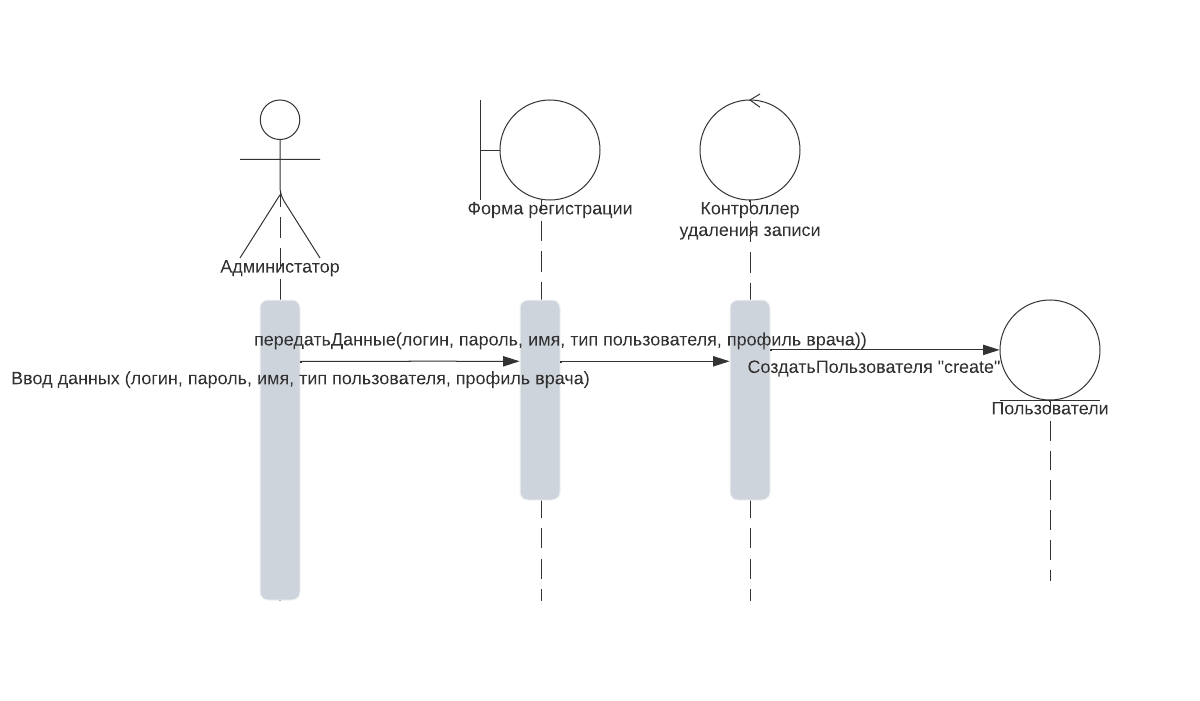 Форма регистрации
Контроллер
удаления записи
Администатор
передатьДанные(логин, пароль, имя, тип пользователя, профиль врача))
СоздатьПользователя "create"
Ввод данных (логин, пароль, имя, тип пользователя, профиль врача)
Пользователи